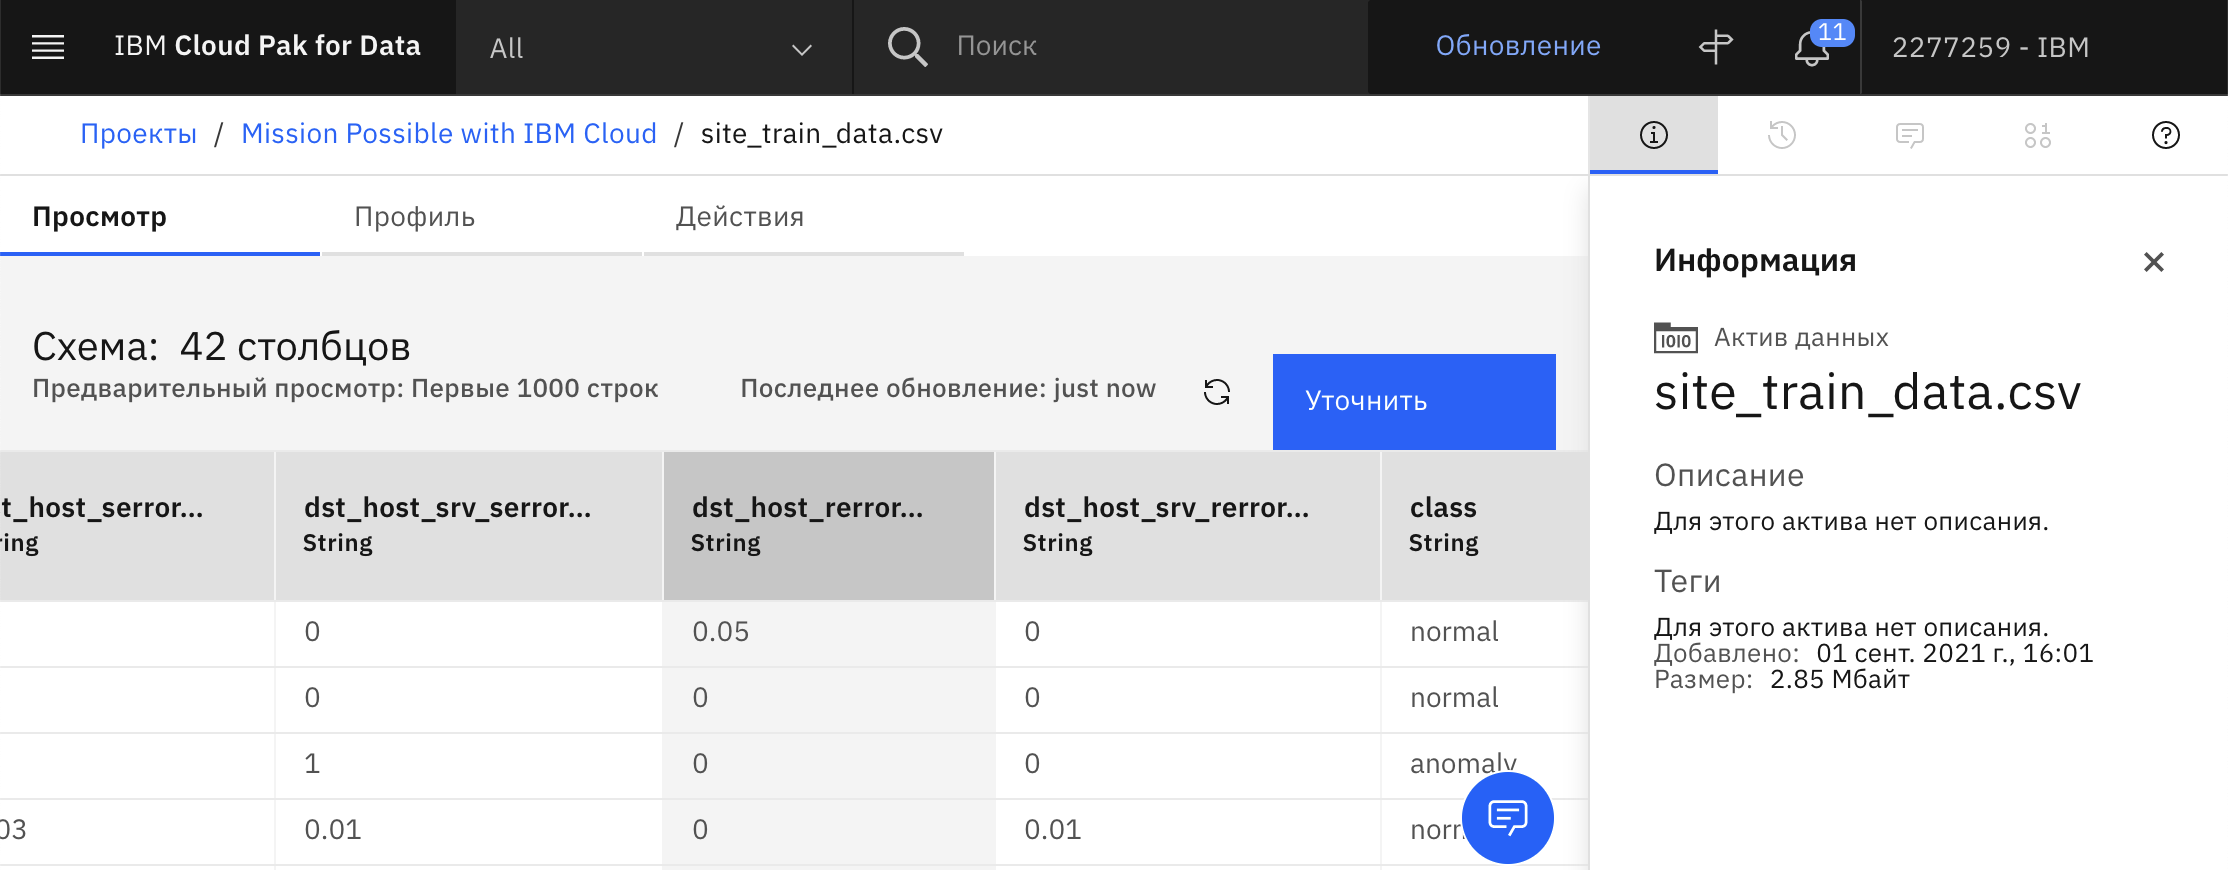 IBM Cloud Pak for Data
All
Поиск
Обновление
11
2277259 - IBM
Проекты / Mission Possible with IBM Cloud / site_train_data.csv
Просмотр
Профиль
Действия
Схема: 42 столбцов
Предварительный просмотр: Первые 1000 строк
Последнее обновление: just now
Уточнить
t_host_serror...
dst_host_srv_serror...
dst_host_rerror...
dst_host_srv_rerror...
class
ring
String
String
String
String
0
0.05
0
normal
0
0
0
normal
1
0
0
anomaly
03
0.01
0
0.01
Информация
1010
Актив данных
site_train_data.csv
Описание
Для этого актива нет описания.
Теги
Для этого актива нет описания.
Добавлено: 01 сент. 2021 г., 16:01
Размер: 2.85 Мбайт